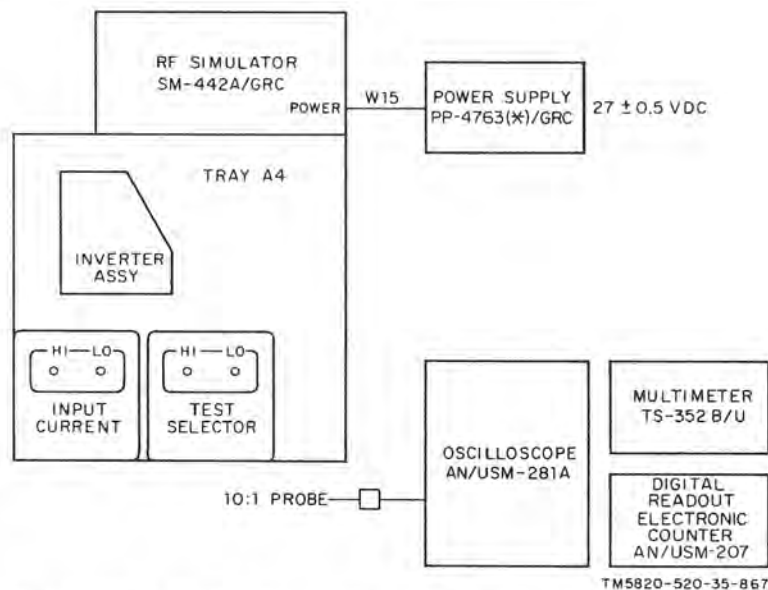 RF SIMULATOR
SM-442A/GRC
POWER
W15
POWER SUPPLY
PP-4763(*)/GRC
27 ± 0.5 VDC
TRAY A4
INVERTER
ASSY
HI LO
INPUT
CURRENT
HI LO
TEST
SELECTOR
10:1 PROBE
OSCILLOSCOPE
AN/USM-281A
MULTIMETER
TS-352 B/U
DIGITAL
READOUT
ELECTRONIC
COUNTER
AN/USM-207
TM5820-520-35-867